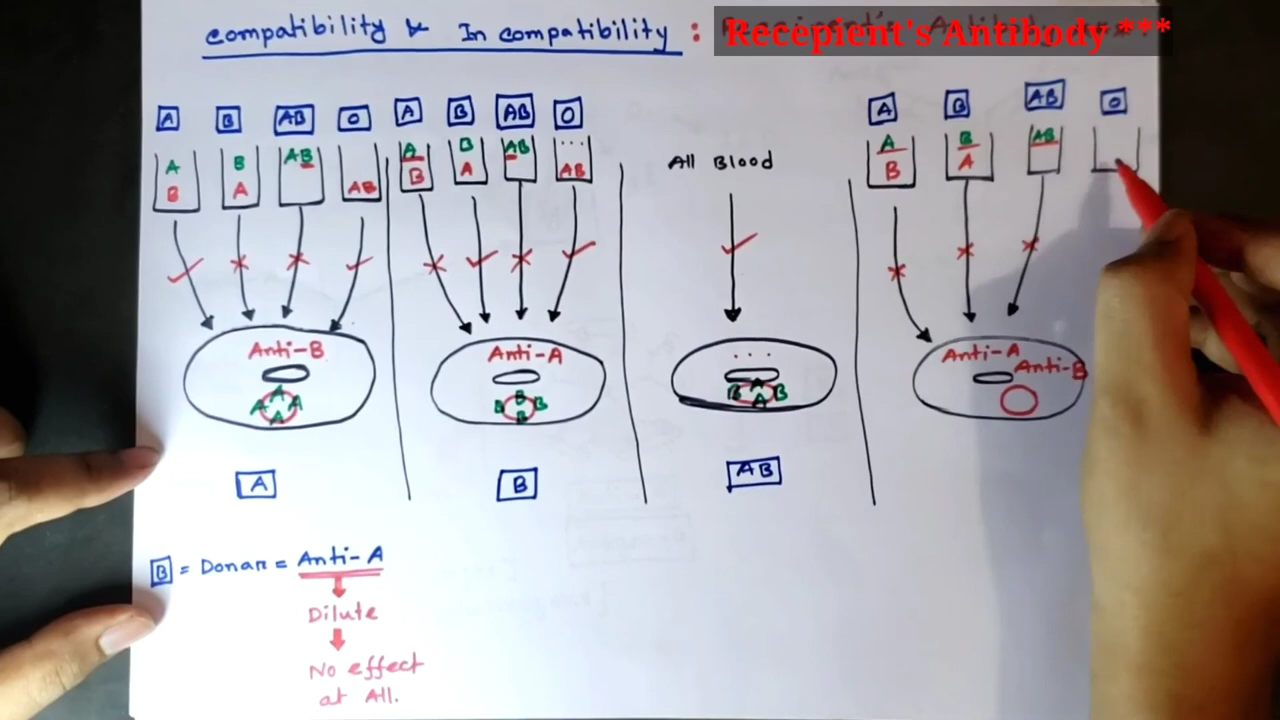 Compatibility & In compatibility :
Recepient's Antibody ***
A B AB O A B AB O A B AB O
A B AB A B AB ... A B AB
B A AB B A AB B A
All Blood
Anti-B Anti-A ... Anti-A
Anti-B
A B B A B
A A B B A
A B
A B AB
B = Donar = Anti-A
Dilute
No effect
at All.